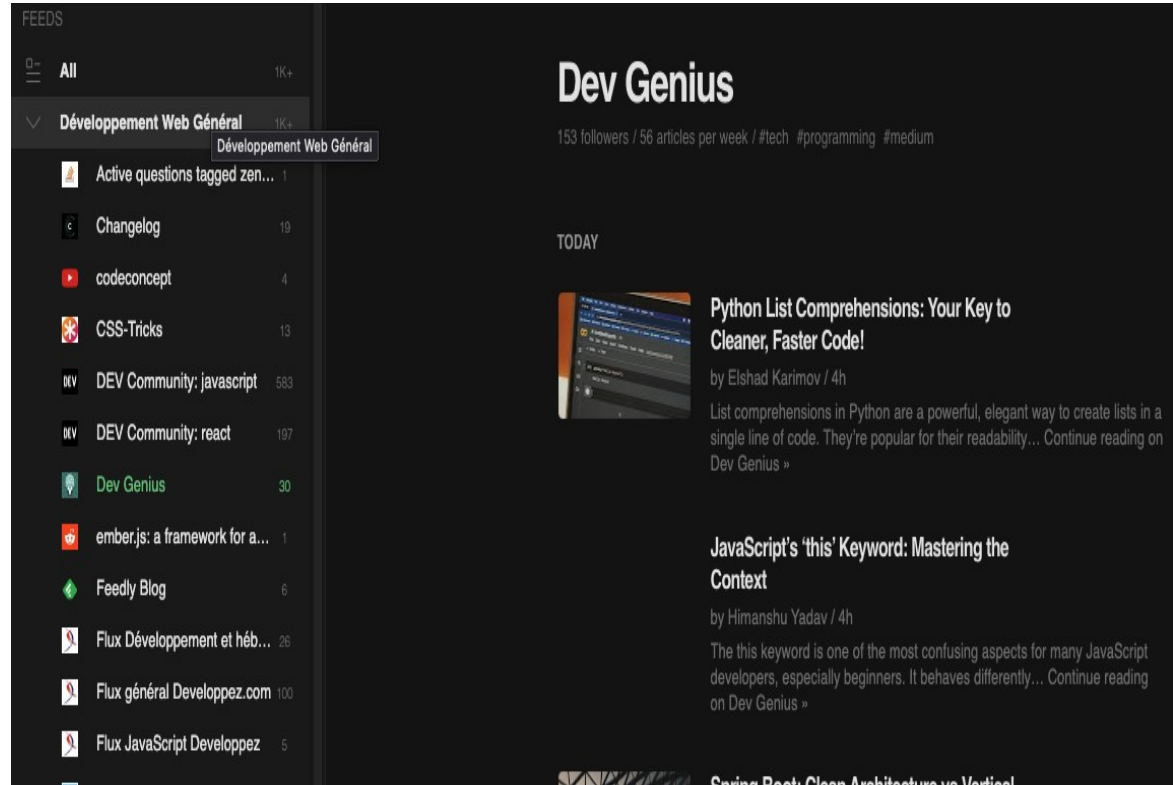 FEEDS
All 1K+
Développement Web Général 1K+
Développement Web Général
Active questions tagged zen... 1
Changelog 19
codeconcept 4
CSS-Tricks 13
DEV Community: javascript 583
DEV Community: react 197
Dev Genius 30
ember.js: a framework for a... 1
Feedly Blog 6
Flux Développement et héb... 26
Flux général Developpez.com 100
Flux JavaScript Developpez 5
Dev Genius
153 followers / 56 articles per week / #tech #programming #medium
TODAY
Python List Comprehensions: Your Key to
Cleaner, Faster Code!
by Elshad Karimov / 4h
List comprehensions in Python are a powerful, elegant way to create lists in a
single line of code. They're popular for their readability… Continue reading on
Dev Genius »
JavaScript's ‘this’ Keyword: Mastering the
Context
by Himanshu Yadav / 4h
The this keyword is one of the most confusing aspects for many JavaScript
developers, especially beginners. It behaves differently… Continue reading
on Dev Genius »
Spring Boot: Clean Architecture vs Vertical